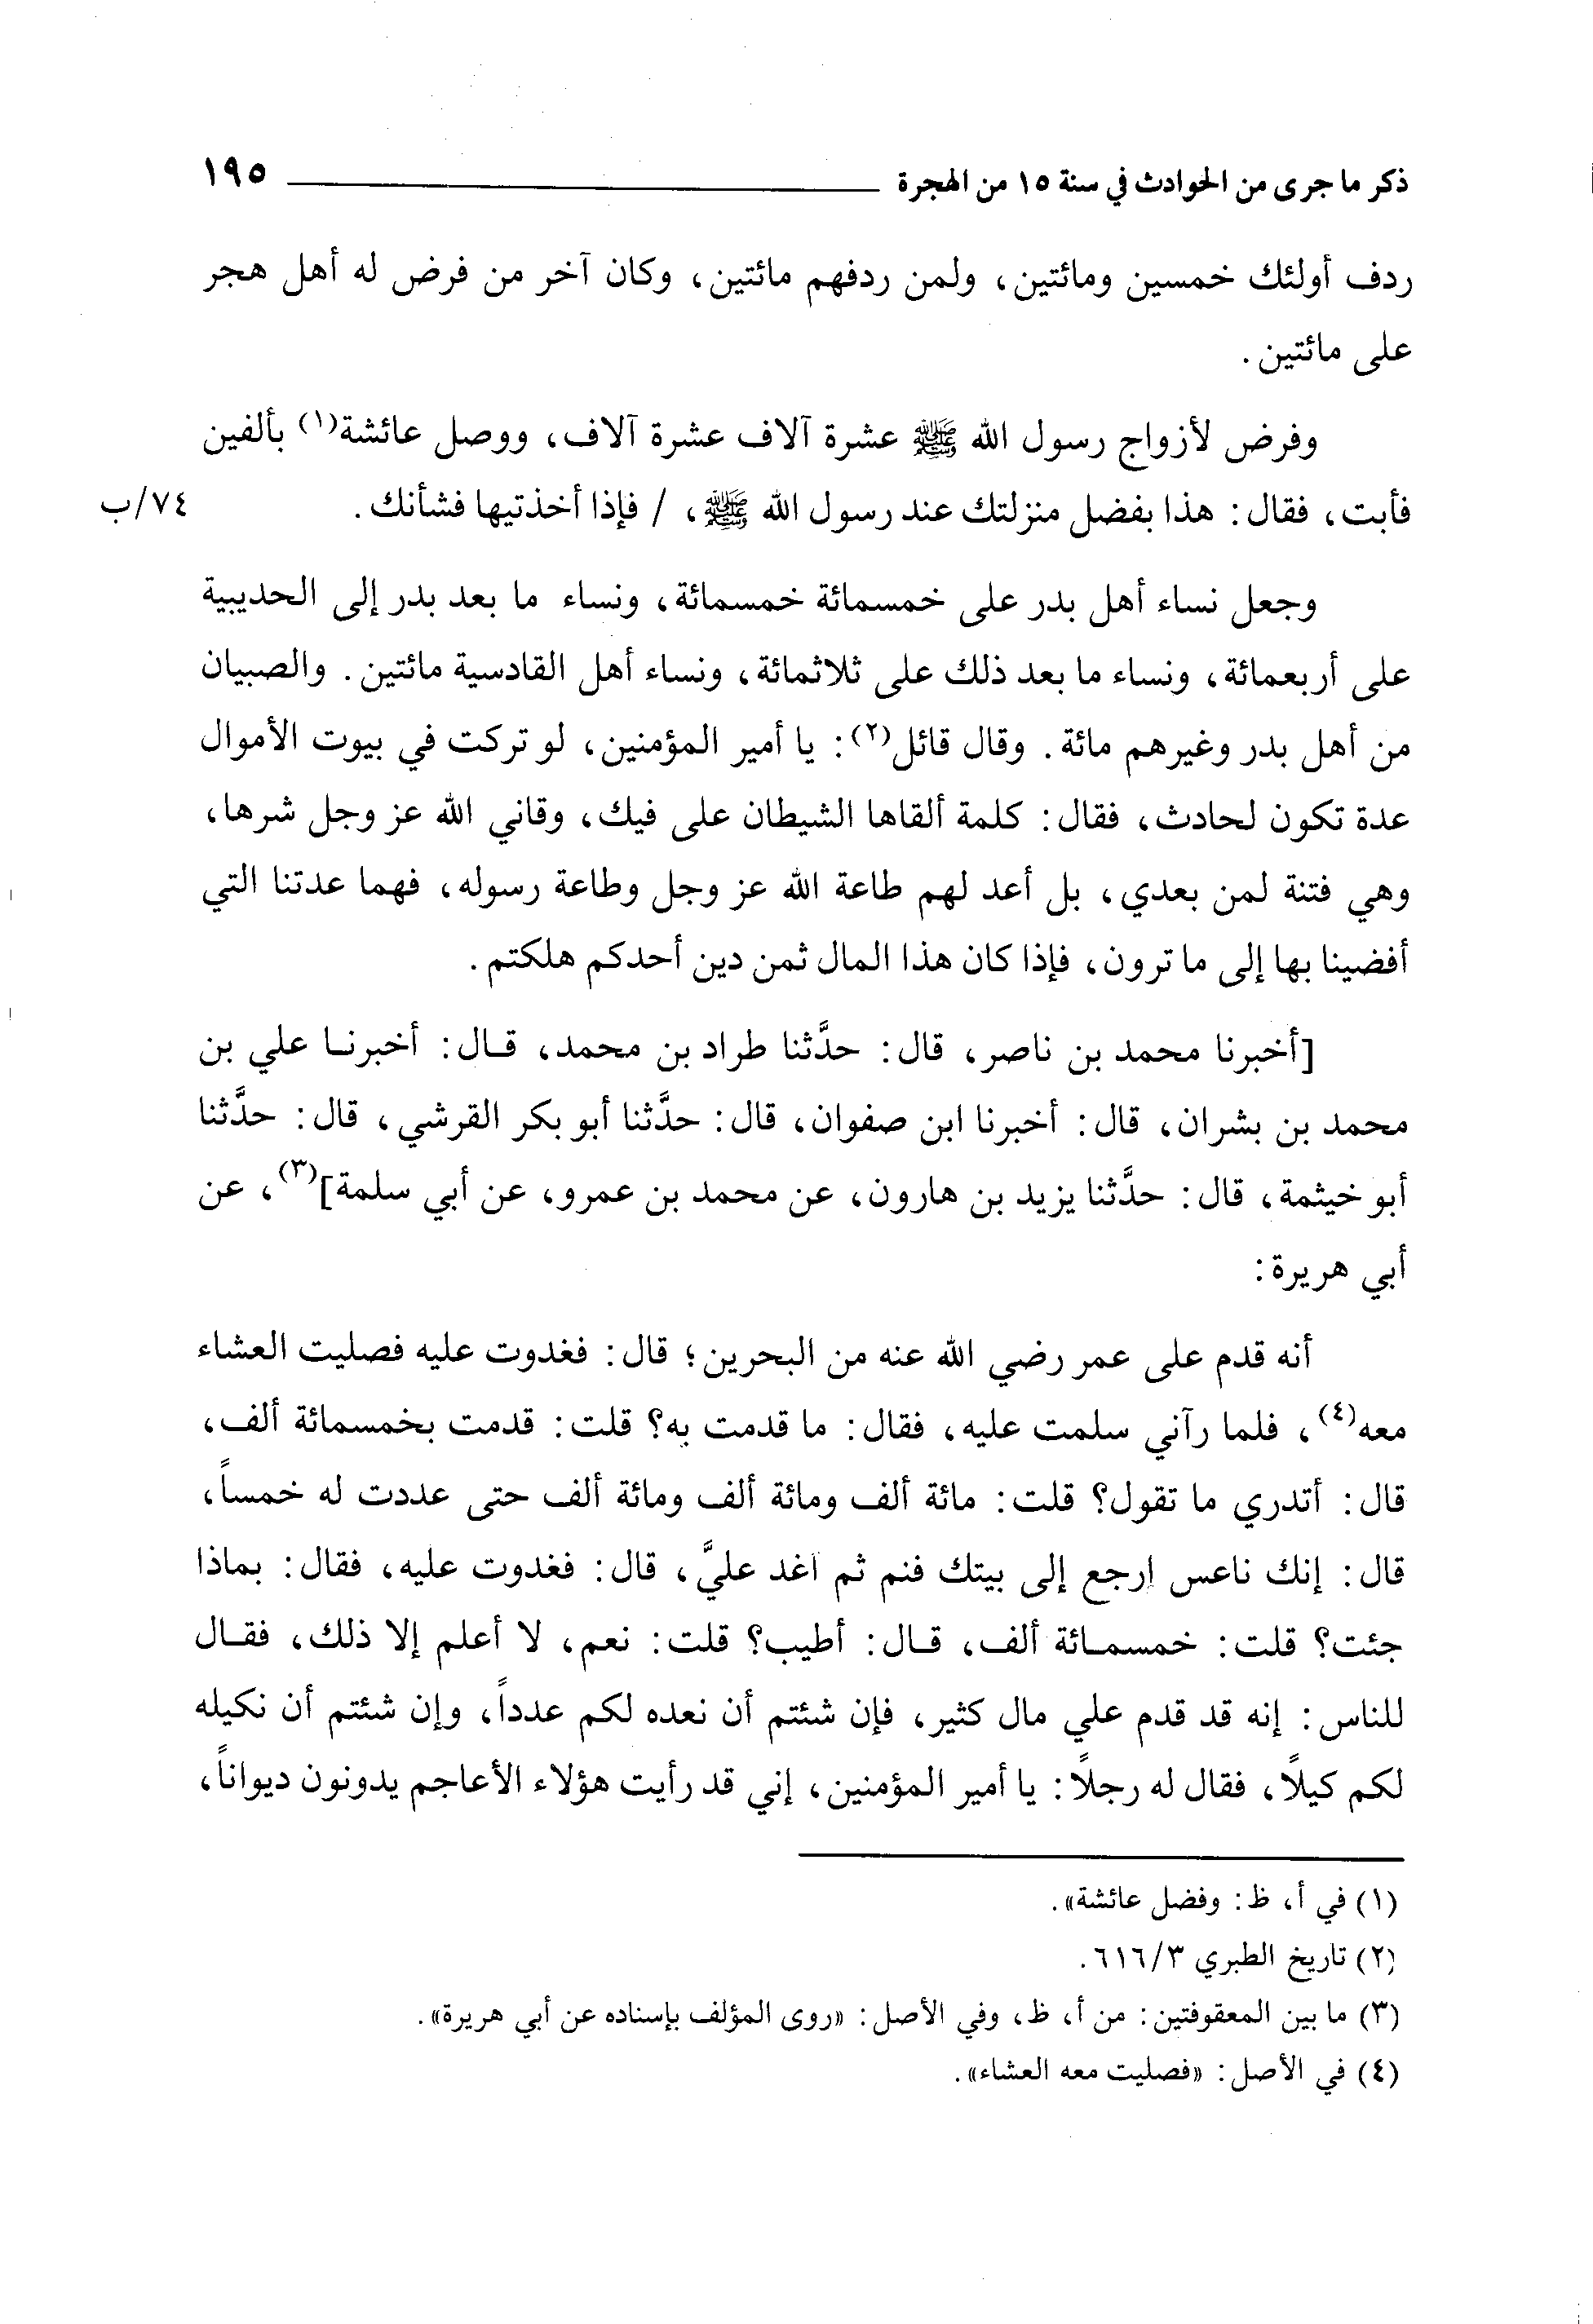 ذكر ما جرى من الحوادث في سنة ١٥ من الهجرة ١٩٥
ردف أولئك خمسين ومائتين، ولمن ردفهم مائتين، وكان آخر من فرض له أهل هجر
على مائتين.
وفرض لأزواج رسول الله ﷺ عشرة آلاف عشرة آلاف، ووصل عائشة(١) بألفين
فأبت، فقال: هذا بفضل منزلتك عند رسول الله ﷺ، / فإذا أخذتيها فشأنك. ٧٤/ب
وجعل نساء أهل بدر على خمسمائة خمسمائة، ونساء ما بعد بدر إلى الحديبية
على أربعمائة، ونساء ما بعد ذلك على ثلاثمائة، ونساء أهل القادسية مائتين. والصبيان
من أهل بدر وغيرهم مائة. وقال قائل(٢): يا أمير المؤمنين، لو تركت في بيوت الأموال
عدة تكون لحادث، فقال: كلمة ألقاها الشيطان على فيك، وقاني الله عز وجل شرها،
وهي فتنة لمن بعدي، بل أعد لهم طاعة الله عز وجل وطاعة رسوله، فهما عدتنا التي
أفضينا بها إلى ما ترون، فإذا كان هذا المال ثمن دين أحدكم هلكتم.
[أخبرنا محمد بن ناصر، قال: حدَّثنا طراد بن محمد، قال: أخبرنا علي بن
محمد بن بشران، قال: أخبرنا ابن صفوان، قال: حدَّثنا أبو بكر القرشي، قال: حدَّثنا
أبو خيثمة، قال: حدَّثنا يزيد بن هارون، عن محمد بن عمرو، عن أبي سلمة](٣)، عن
أبي هريرة:
أنه قدم على عمر رضي الله عنه من البحرين؛ قال: فغدوت عليه فصليت العشاء
معه(٤)، فلما رآني سلمت عليه، فقال: ما قدمت به؟ قلت: قدمت بخمسمائة ألف،
قال: أتدري ما تقول؟ قلت: مائة ألف ومائة ألف ومائة ألف حتى عددت له خمساً،
قال: إنك ناعس إرجع إلى بيتك فنم ثم آغد عليَّ، قال: فغدوت عليه، فقال: بماذا
جئت؟ قلت: خمسمائة ألف، قال: أطيب؟ قلت: نعم، لا أعلم إلا ذلك، فقال
للناس: إنه قد قدم علي مال كثير، فإن شئتم أن نعده لكم عدداً، وإن شئتم أن نكيله
لكم كيلاً، فقال له رجلاً: يا أمير المؤمنين، إني قد رأيت هؤلاء الأعاجم يدونون ديواناً،
(١) في أ، ظ: وفضل عائشة».
(٢) تاريخ الطبري ٦١٦/٣.
(٣) ما بين المعقوفتين: من أ، ظ، وفي الأصل: «روى المؤلف بإسناده عن أبي هريرة».
(٤) في الأصل: «فصليت معه العشاء».